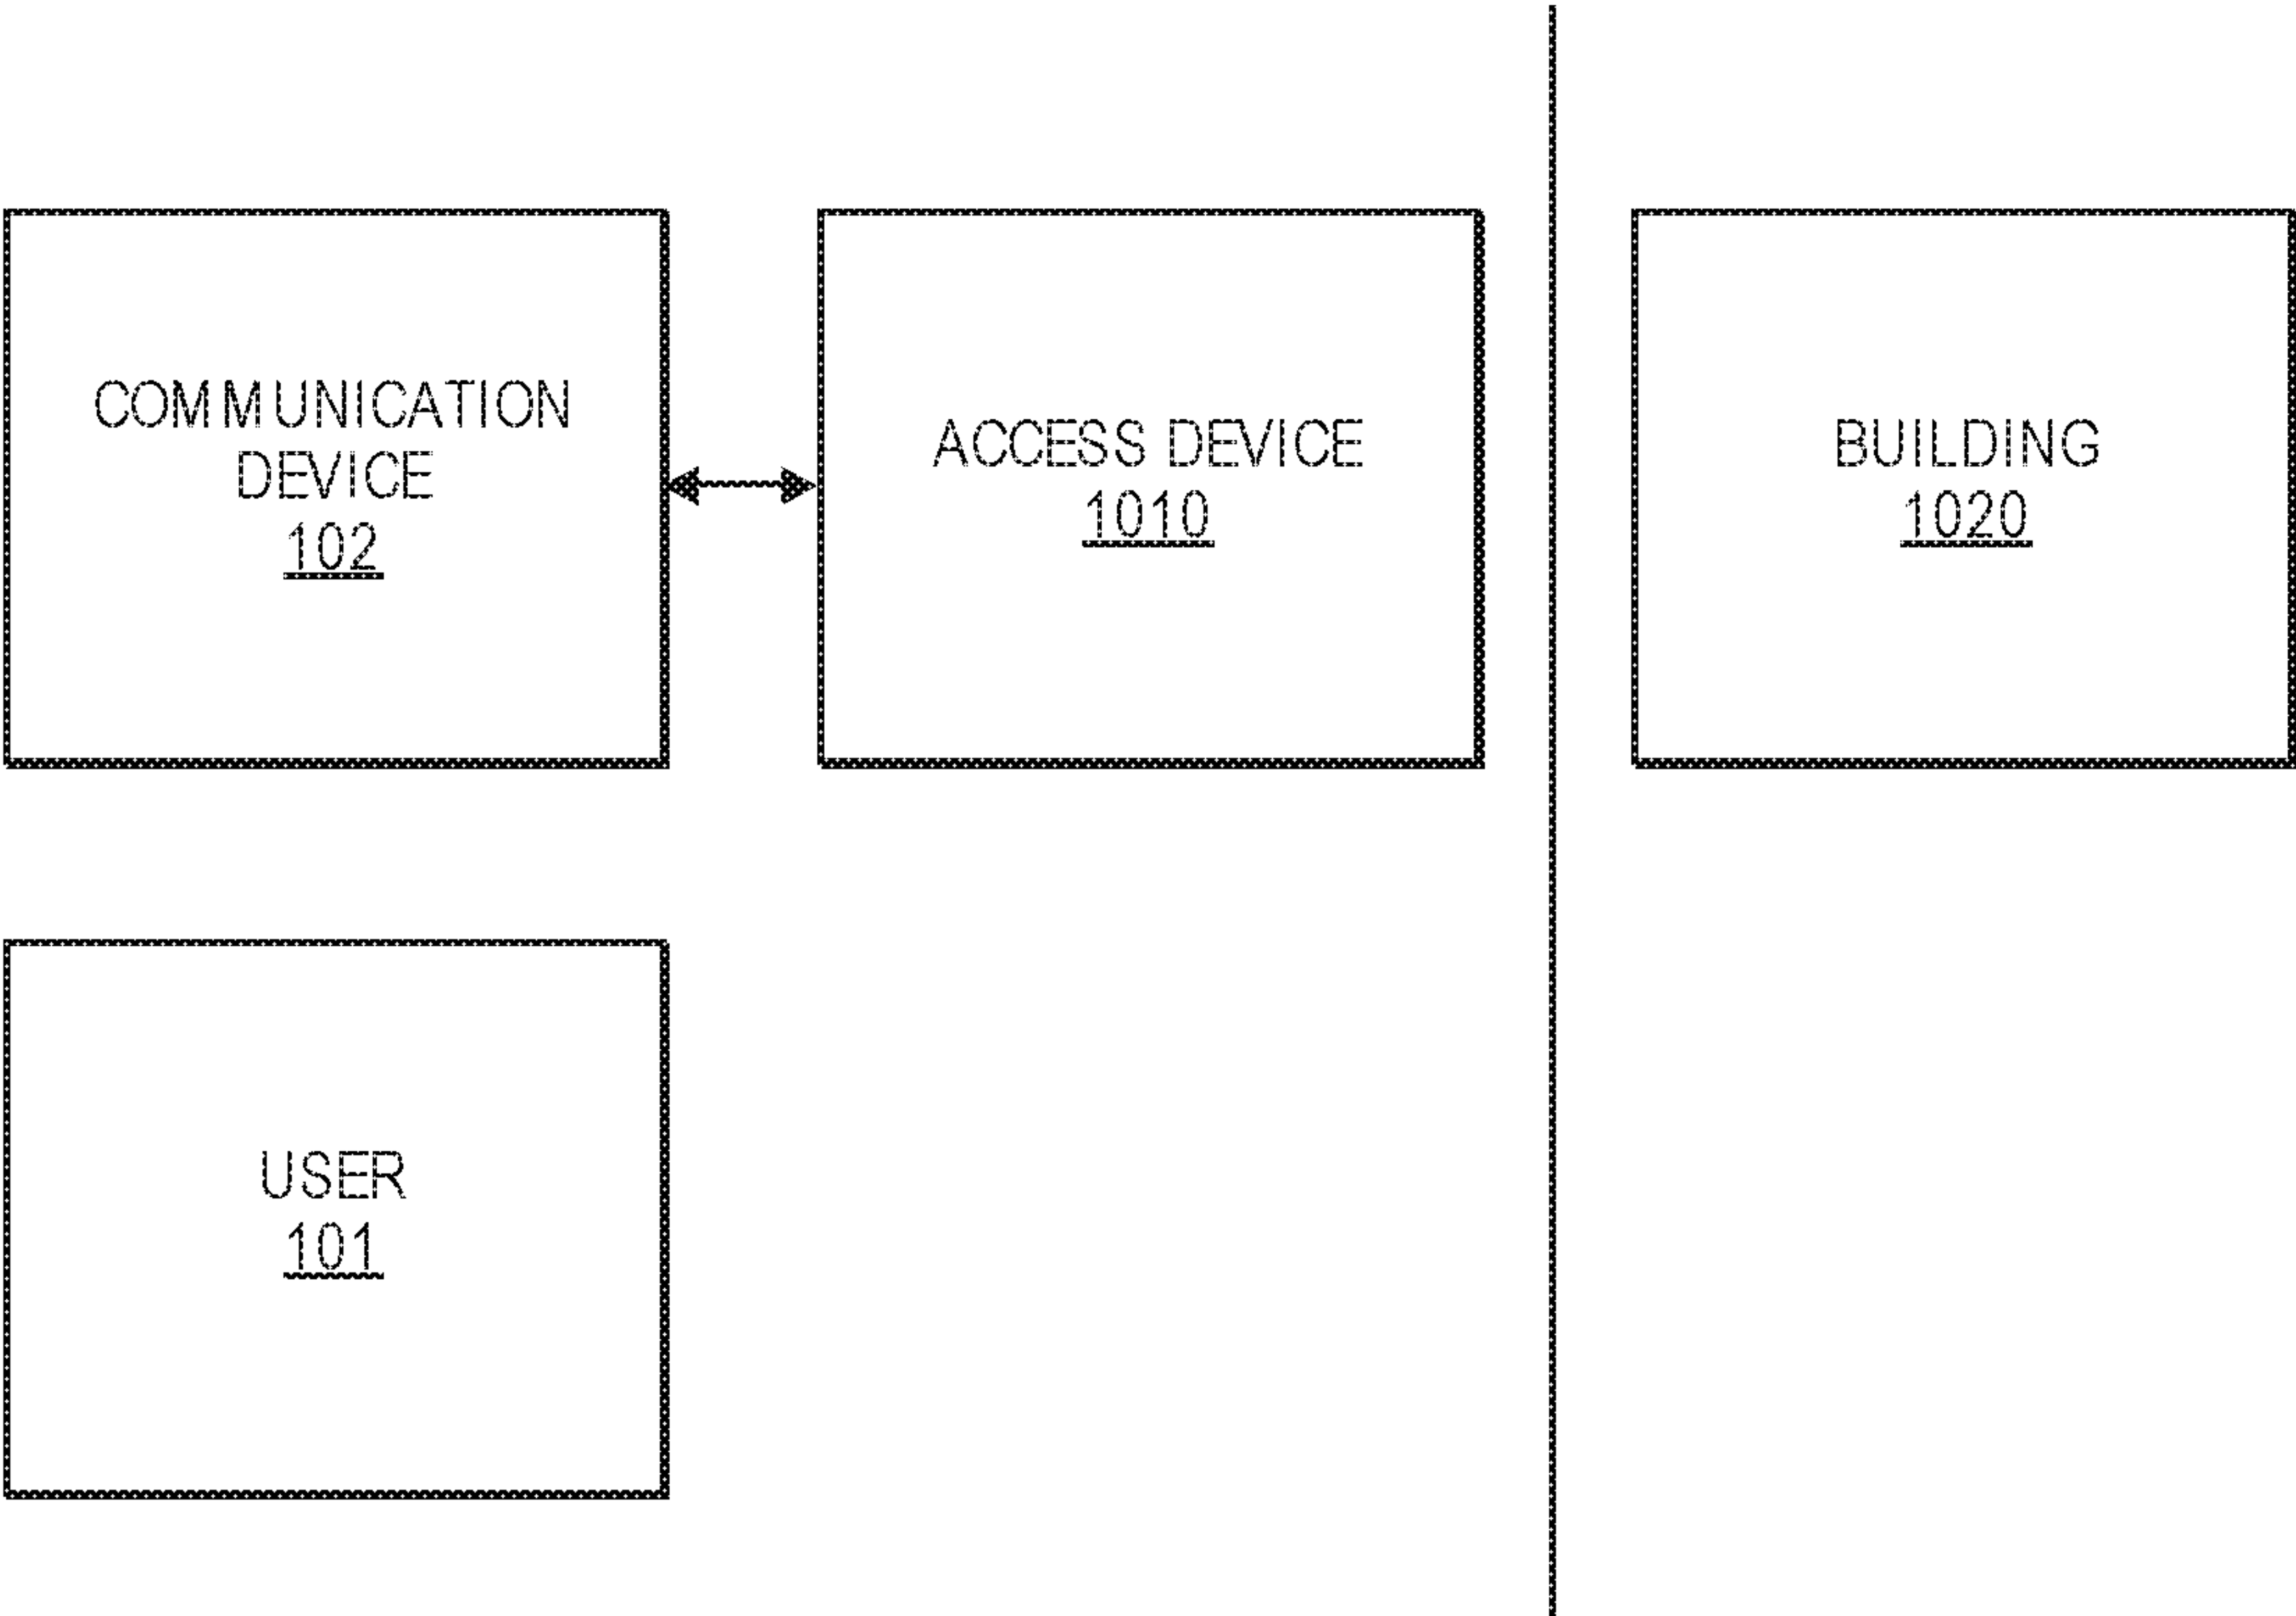 COMMUNICATION
DEVICE
102
ACCESS DEVICE
1010
BUILDING
1020
USER
101